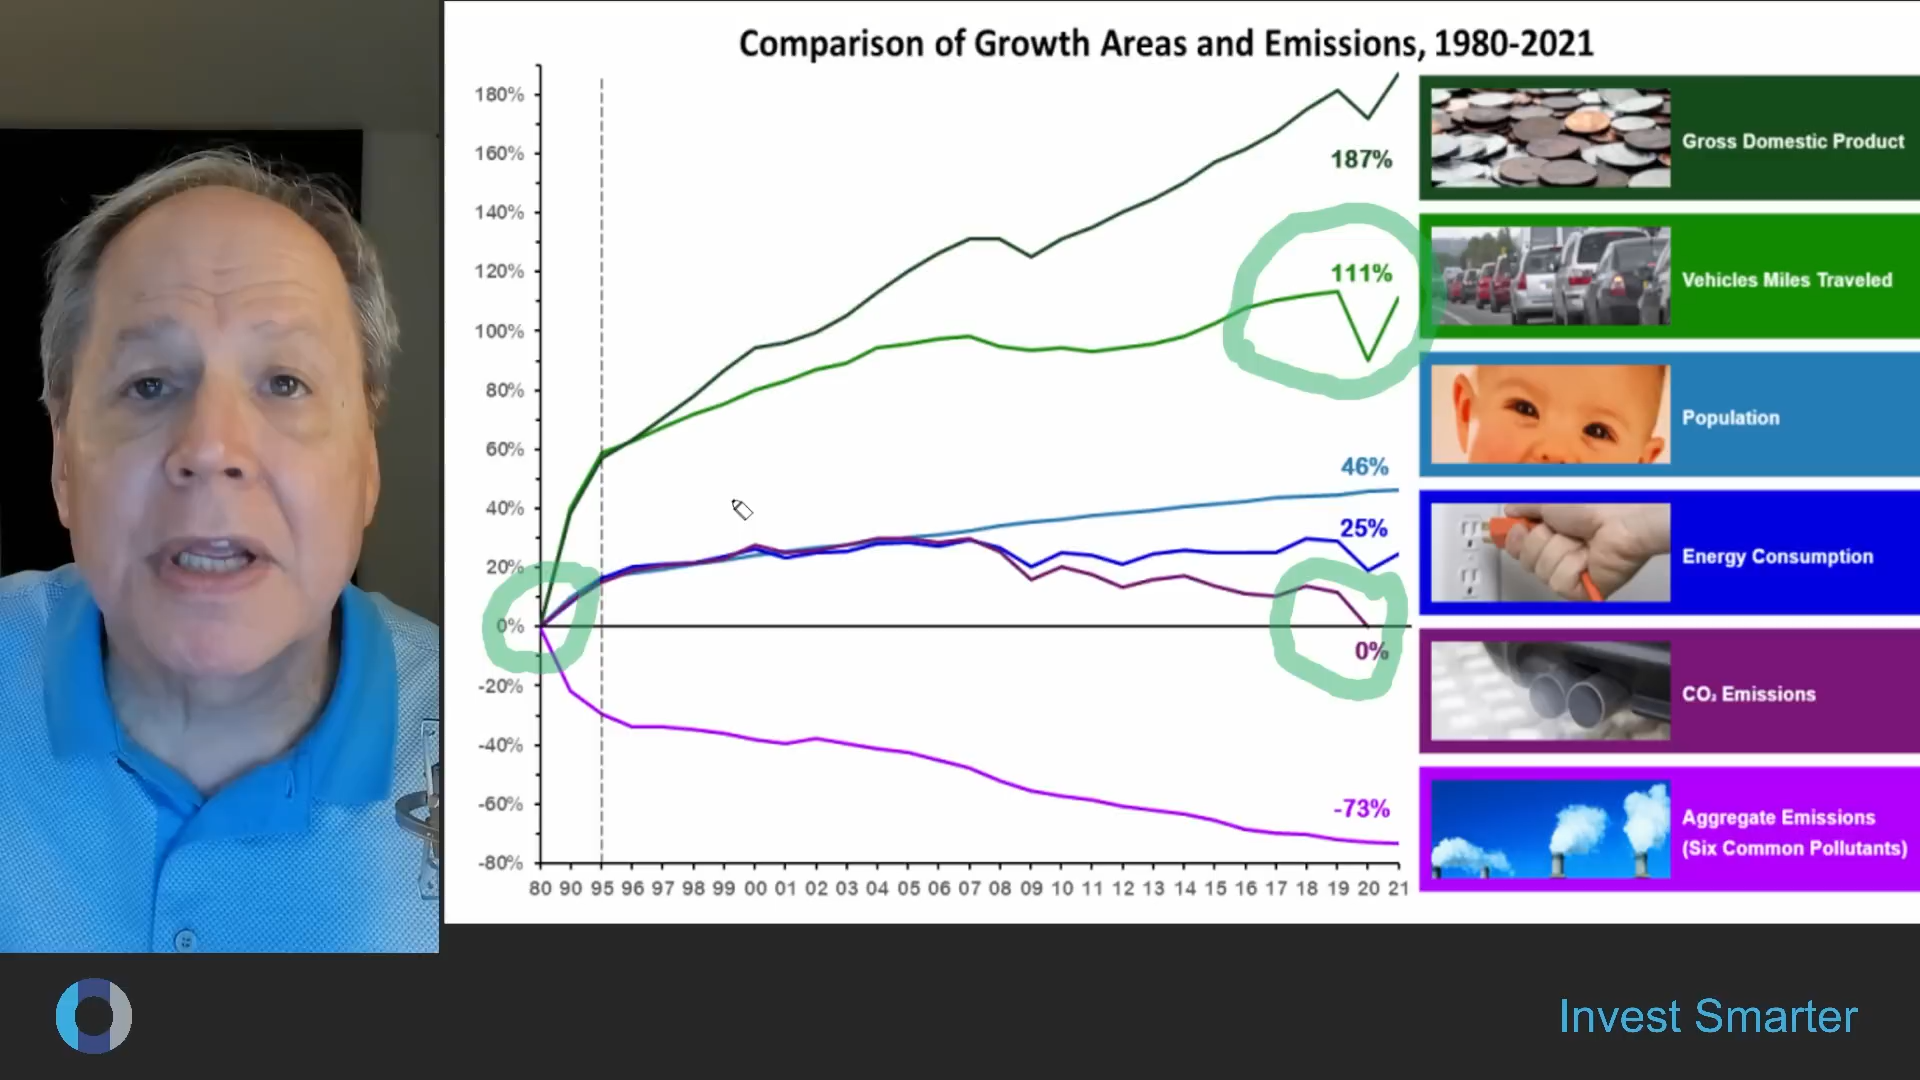 Comparison of Growth Areas and Emissions, 1980-2021
180%
160%
140%
120%
100%
80%
60%
40%
20%
0%
-20%
-40%
-60%
-80%
80 90 95 96 97 98 99 00 01 02 03 04 05 06 07 08 09 10 11 12 13 14 15 16 17 18 19 20 21
187%
111%
46%
25%
0%
-73%
Gross Domestic Product
Vehicles Miles Traveled
Population
Energy Consumption
CO₂ Emissions
Aggregate Emissions
(Six Common Pollutants)
Invest Smarter